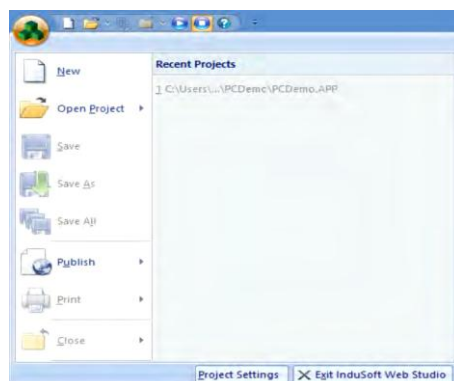 New
Open Project
Save
Save As
Save All
Publish
Print
Close
Recent Projects
1 C:\Users\...\PCDemo\PCDemo.APP
Project Settings
Exit InduSoft Web Studio